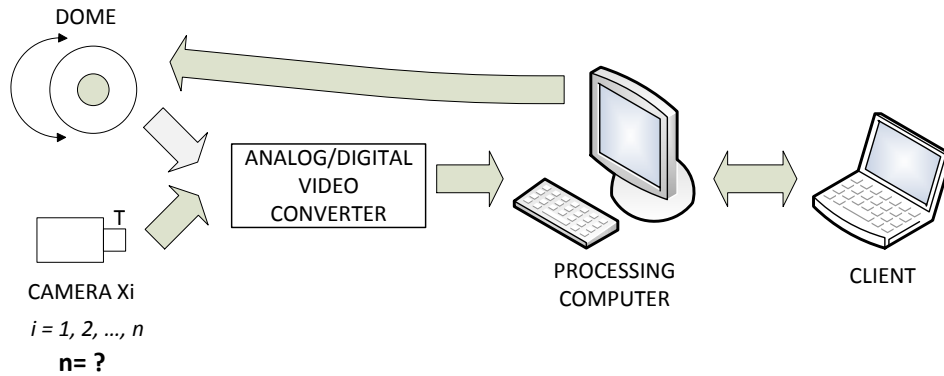 DOME
ANALOG/DIGITAL
VIDEO
CONVERTER
T
CAMERA Xi
i = 1, 2, ..., n
n= ?
PROCESSING
COMPUTER
CLIENT